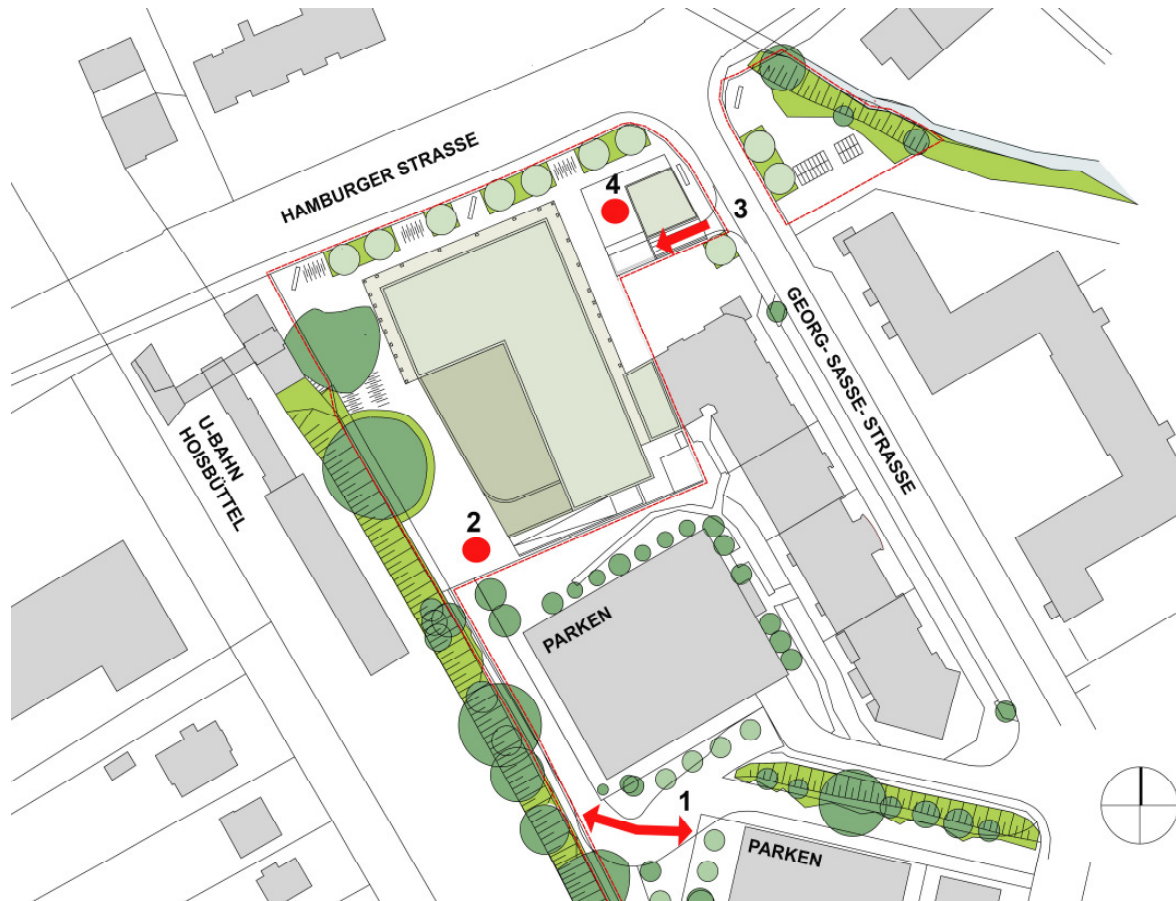 HAMBURGER STRASSE
4
3
GEORG- SASSE- STRASSE
U-BAHN
HOISBÜTTEL
2
PARKEN
1
PARKEN